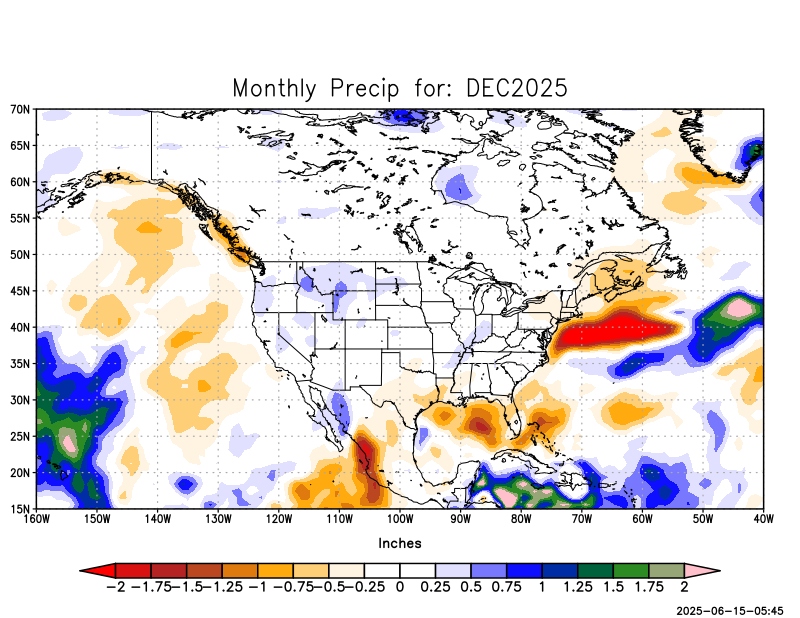 Monthly Precip for: DEC2025
70N
65N
60N
55N
50N
45N
40N
35N
30N
25N
20N
15N
160W 150W 140W 130W 120W 110W 100W 90W 80W 70W 60W 50W 40W
Inches
-2 -1.75 -1.5 -1.25 -1 -0.75 -0.5 -0.25 0 0.25 0.5 0.75 1 1.25 1.5 1.75 2
2025-06-15-05:45